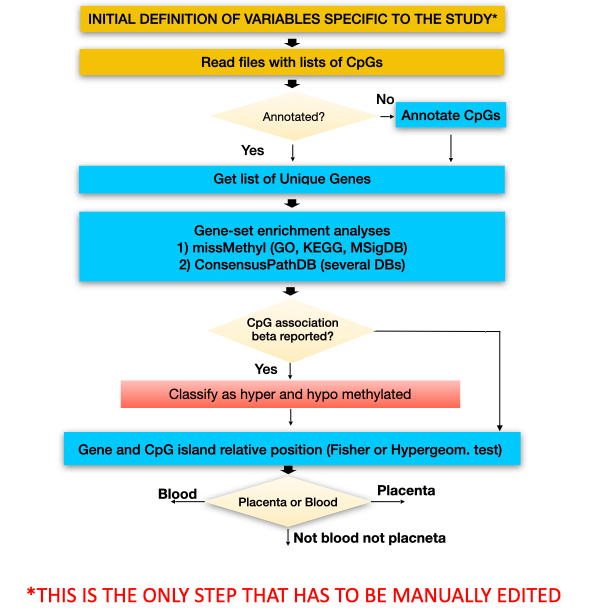 INITIAL DEFINITION OF VARIABLES SPECIFIC TO THE STUDY*
Read files with lists of CpGs
Annotated?
No
Annotate CpGs
Yes
Get list of Unique Genes
Gene-set enrichment analyses
1) missMethyl (GO, KEGG, MSigDB)
2) ConsensusPathDB (several DBs)
CpG association
beta reported?
Yes
Classify as hyper and hypo methylated
Gene and CpG island relative position (Fisher or Hypergeom. test)
Blood
Placenta or Blood
Placenta
Not blood not placneta
*THIS IS THE ONLY STEP THAT HAS TO BE MANUALLY EDITED